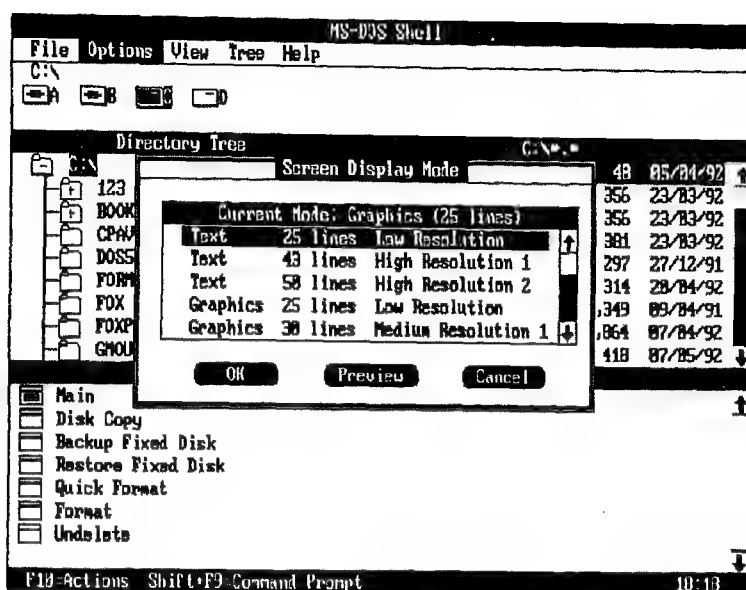 MS-DOS Shell
File Options View Tree Help
C:\
A B C D
Directory Tree
C:\*.*
C:\
123
BOOK
CPAV
DOS5
FORM
FOX
FOXP
GMOU
Screen Display Mode
Current Mode: Graphics (25 lines)
Text 25 lines Low Resolution
Text 43 lines High Resolution 1
Text 50 lines High Resolution 2
Graphics 25 lines Low Resolution
Graphics 30 lines Medium Resolution 1
OK Preview Cancel
48 05/04/92
356 23/03/92
356 23/03/92
381 23/03/92
297 27/12/91
314 28/04/92
,349 09/04/91
,864 07/04/92
418 07/05/92
Main
Disk Copy
Backup Fixed Disk
Restore Fixed Disk
Quick Format
Format
Undelete
F10=Actions Shift+F9=Command Prompt
10:18